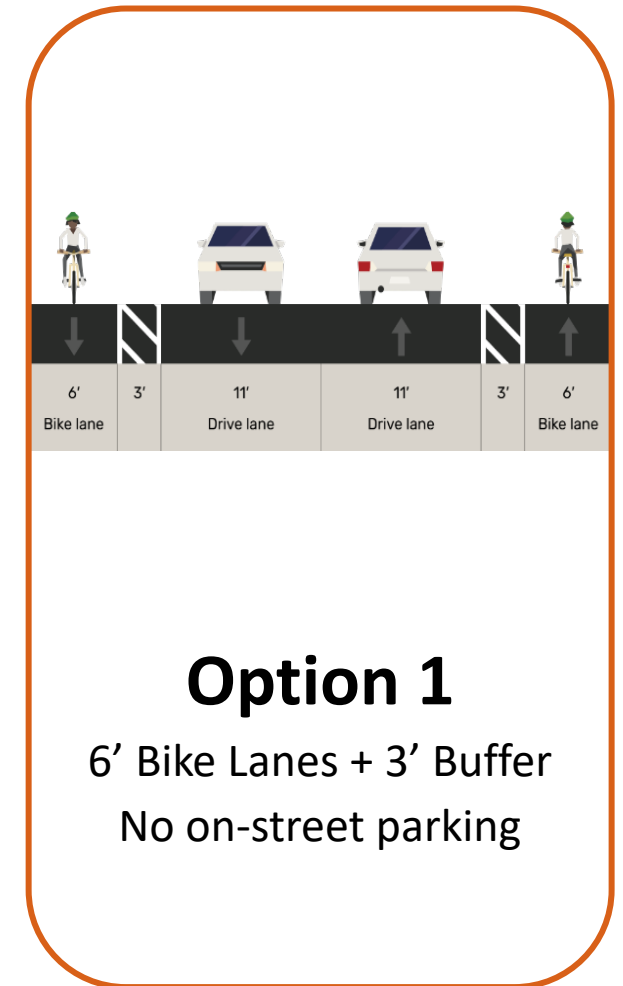 6′ 3′ 11′ 11′ 3′ 6′
Bike lane Drive lane Drive lane Bike lane
Option 1
6’ Bike Lanes + 3’ Buffer
No on-street parking